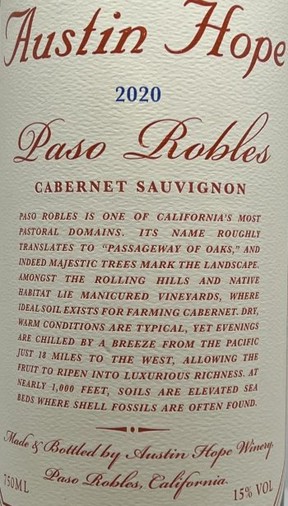 Austin Hope
2020
Paso Robles
CABERNET SAUVIGNON
PASO ROBLES IS ONE OF CALIFORNIA'S MOST
PASTORAL DOMAINS. ITS NAME ROUGHLY
TRANSLATES TO “PASSAGEWAY OF OAKS,” AND
INDEED MAJESTIC TREES MARK THE LANDSCAPE.
AMONGST THE ROLLING HILLS AND NATIVE
HABITAT LIE MANICURED VINEYARDS, WHERE
IDEAL SOIL EXISTS FOR FARMING CABERNET. DRY,
WARM CONDITIONS ARE TYPICAL, YET EVENINGS
ARE CHILLED BY A BREEZE FROM THE PACIFIC
JUST 18 MILES TO THE WEST, ALLOWING THE
FRUIT TO RIPEN INTO LUXURIOUS RICHNESS. AT
NEARLY 1,000 FEET, SOILS ARE ELEVATED SEA
BEDS WHERE SHELL FOSSILS ARE OFTEN FOUND.
Made & Bottled by Austin Hope Winery,
Paso Robles, California.
750ML 15% VOL